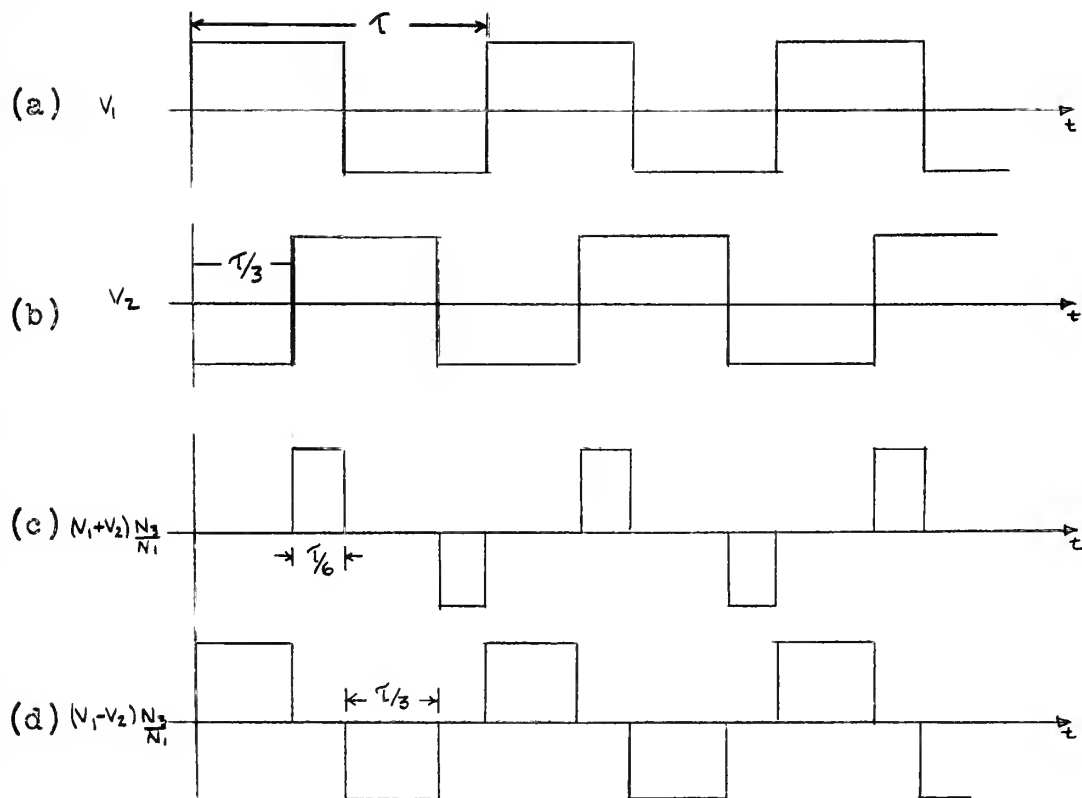 τ
(a) V₁
t
τ/3
(b) V₂
t
(c) (V₁+V₂) N₃/N₁
τ/6
t
τ/3
(d) (V₁-V₂) N₃/N₁
t